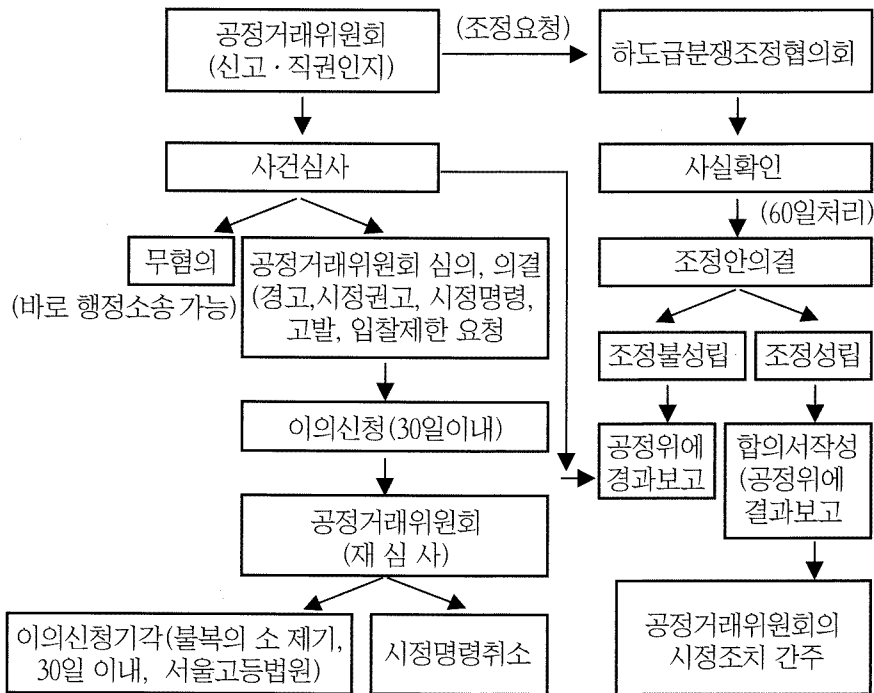 공정거래위원회
(신고 · 직권인지)
(조정요청)
하도급분쟁조정협의회
사건심사
사실확인
(60일처리)
무혐의
(바로 행정소송 가능)
공정거래위원회 심의, 의결
(경고,시정권고, 시정명령,
고발, 입찰제한 요청
조정안의결
조정불성립
조정성립
이의신청(30일이내)
공정위에
경과보고
합의서작성
(공정위에
결과보고
공정거래위원회
(재 심 사)
이의신청기각(불복의 소 제기,
30일 이내, 서울고등법원)
시정명령취소
공정거래위원회의
시정조치 간주